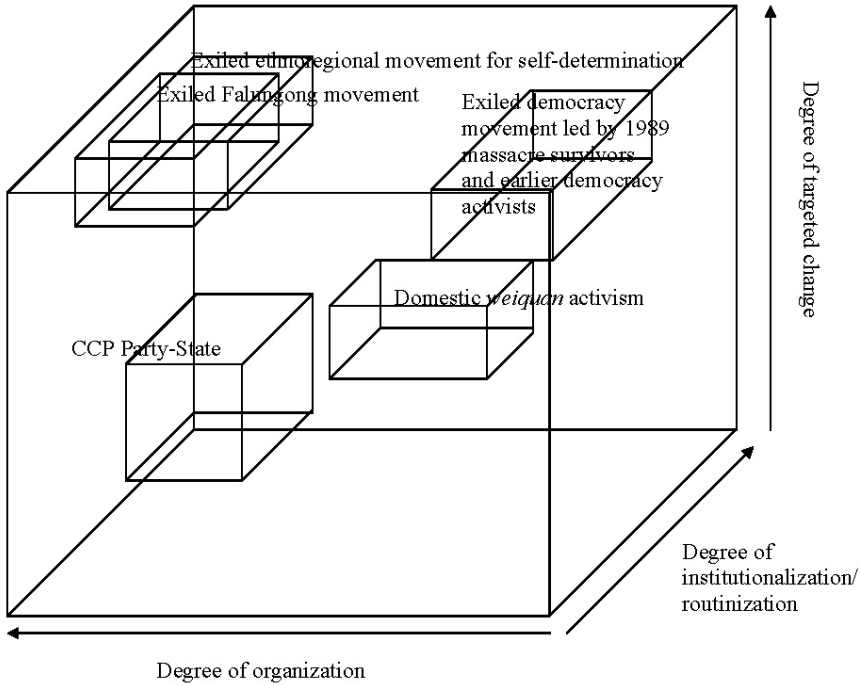 Exiled ethnoregional movement for self-determination
Exiled Falungong movement
Exiled democracy
movement led by 1989
massacre survivors
and earlier democracy
activists
Degree of targeted change
Domestic weiquan activism
CCP Party-State
Degree of
institutionalization/
routinization
Degree of organization